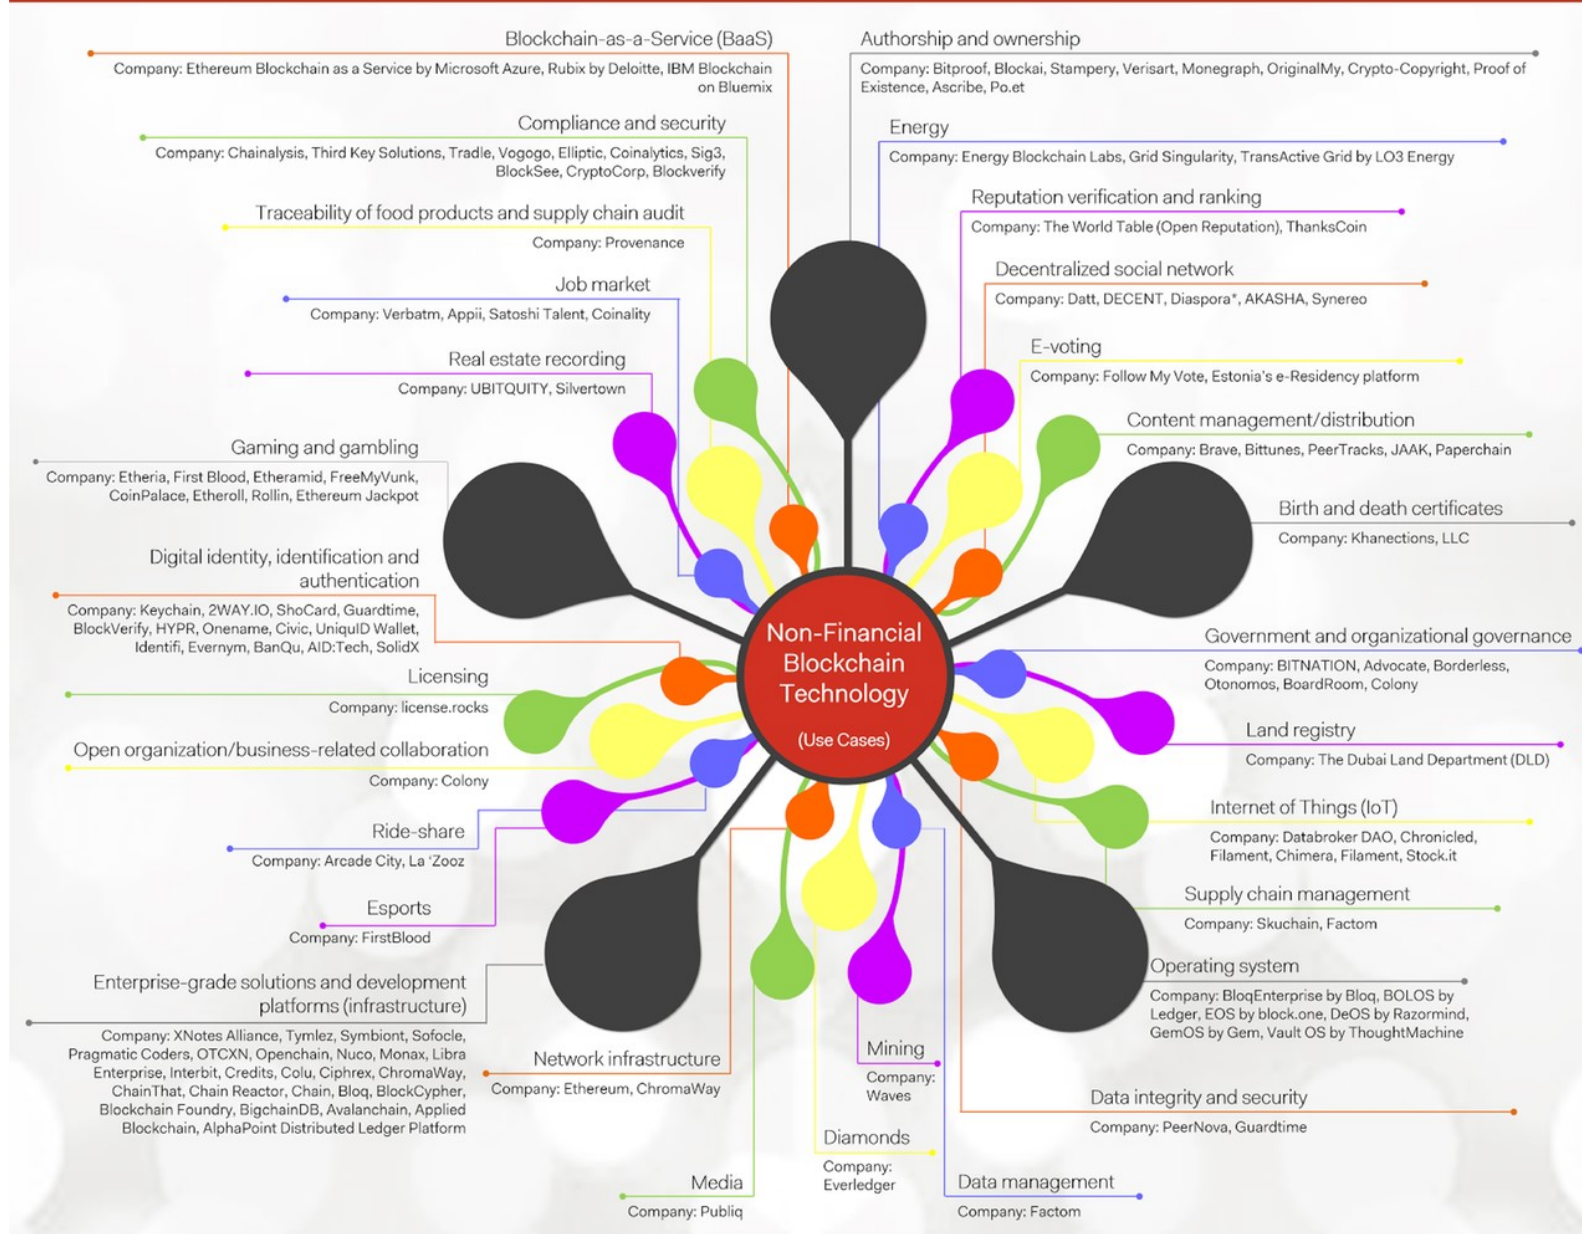 Blockchain-as-a-Service (BaaS)
Company: Ethereum Blockchain as a Service by Microsoft Azure, Rubix by Deloitte, IBM Blockchain
on Bluemix
Compliance and security
Company: Chainalysis, Third Key Solutions, Tradle, Vogogo, Elliptic, Coinalytics, Sig3,
BlockSee, CryptoCorp, Blockverify
Traceability of food products and supply chain audit
Company: Provenance
Job market
Company: Verbatm, Appii, Satoshi Talent, Coinality
Real estate recording
Company: UBITQUITY, Silvertown
Gaming and gambling
Company: Etheria, First Blood, Etheramid, FreeMyVunk,
CoinPalace, Etheroll, Rollin, Ethereum Jackpot
Digital identity, identification and
authentication
Company: Keychain, 2WAY.IO, ShoCard, Guardtime,
BlockVerify, HYPR, Onename, Civic, UniquID Wallet,
Identifi, Evernym, BanQu, AID:Tech, SolidX
Licensing
Company: license.rocks
Open organization/business-related collaboration
Company: Colony
Ride-share
Company: Arcade City, La ‘Zooz
Esports
Company: FirstBlood
Enterprise-grade solutions and development
platforms (infrastructure)
Company: XNotes Alliance, Tymlez, Symbiont, Sofocle,
Pragmatic Coders, OTCXN, Openchain, Nuco, Monax, Libra
Enterprise, Interbit, Credits, Colu, Ciphrex, ChromaWay,
ChainThat, Chain Reactor, Chain, Bloq, BlockCypher,
Blockchain Foundry, BigchainDB, Avalanchain, Applied
Blockchain, AlphaPoint Distributed Ledger Platform
Network infrastructure
Company: Ethereum, ChromaWay
Media
Company: Publiq
Non-Financial
Blockchain
Technology
(Use Cases)
Authorship and ownership
Company: Bitproof, Blockai, Stampery, Verisart, Monegraph, OriginalMy, Crypto-Copyright, Proof of
Existence, Ascribe, Po.et
Energy
Company: Energy Blockchain Labs, Grid Singularity, TransActive Grid by LO3 Energy
Reputation verification and ranking
Company: The World Table (Open Reputation), ThanksCoin
Decentralized social network
Company: Datt, DECENT, Diaspora*, AKASHA, Synereo
E-voting
Company: Follow My Vote, Estonia's e-Residency platform
Content management/distribution
Company: Brave, Bittunes, PeerTracks, JAAK, Paperchain
Birth and death certificates
Company: Khanections, LLC
Government and organizational governance
Company: BITNATION, Advocate, Borderless,
Otonomos, BoardRoom, Colony
Land registry
Company: The Dubai Land Department (DLD)
Internet of Things (IoT)
Company: Databroker DAO, Chronicled,
Filament, Chimera, Filament, Stock.it
Supply chain management
Company: Skuchain, Factom
Operating system
Company: BloqEnterprise by Bloq, BOLOS by
Ledger, EOS by block.one, DeOS by Razormind,
GemOS by Gem, Vault OS by ThoughtMachine
Mining
Company:
Waves
Data integrity and security
Company: PeerNova, Guardtime
Diamonds
Company:
Everledger
Data management
Company: Factom